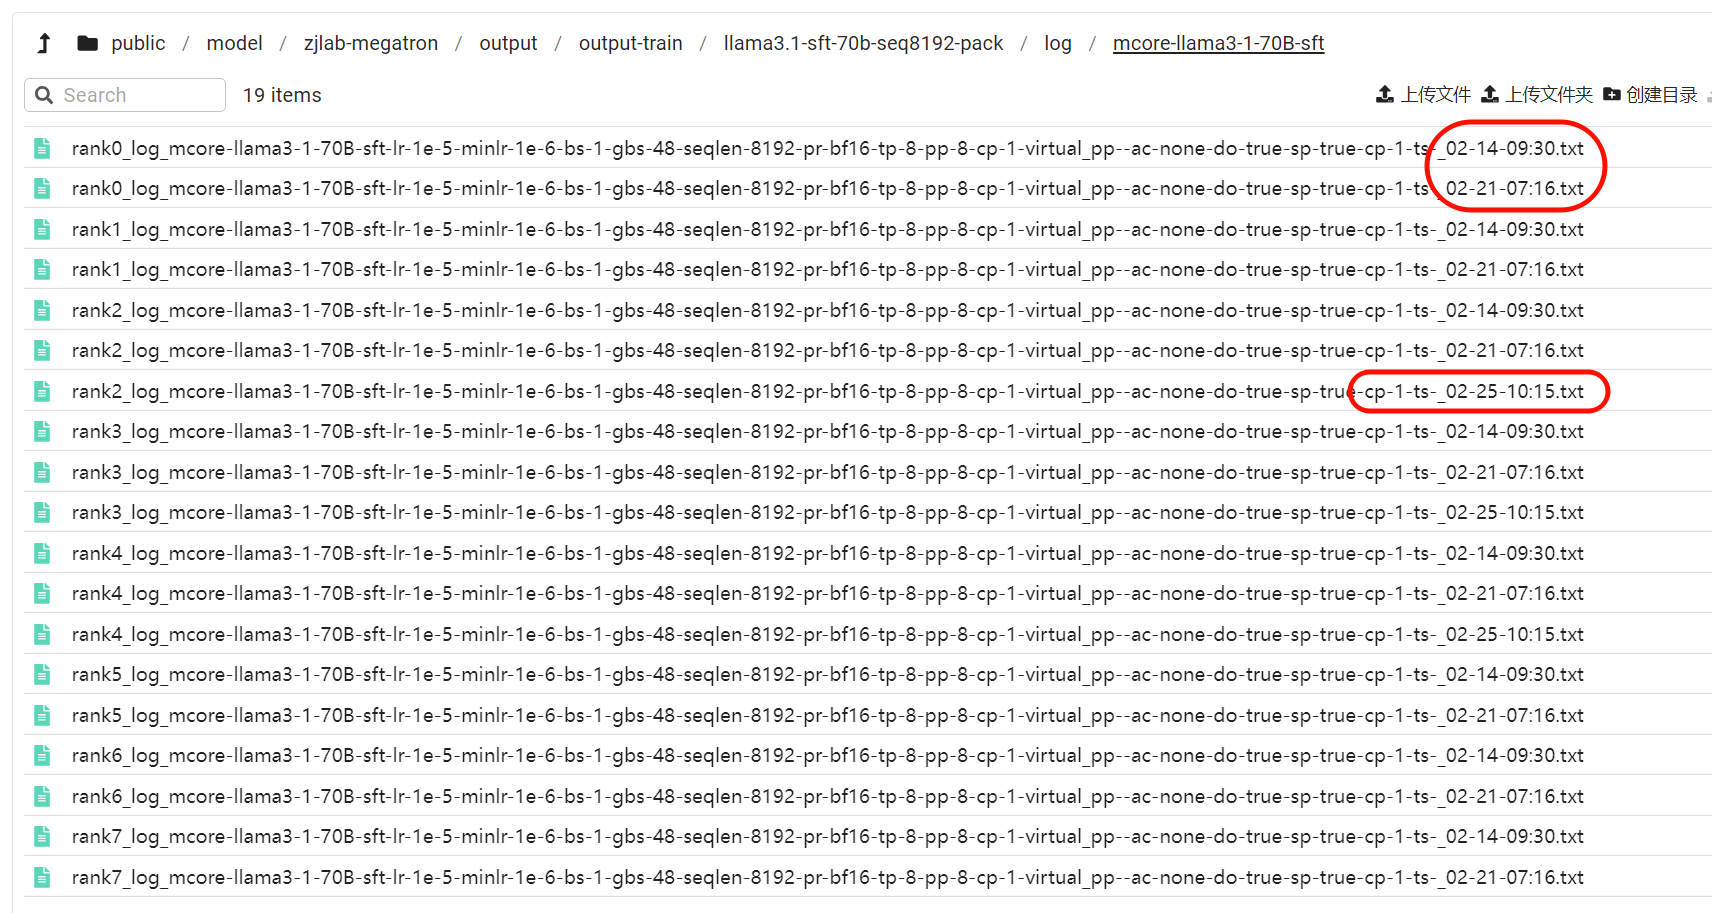 public / model / zjlab-megatron / output / output-train / llama3.1-sft-70b-seq8192-pack / log / mcore-llama3-1-70B-sft
Search 19 items 上传文件 上传文件夹 创建目录
rank0_log_mcore-llama3-1-70B-sft-lr-1e-5-minlr-1e-6-bs-1-gbs-48-seqlen-8192-pr-bf16-tp-8-pp-8-cp-1-virtual_pp--ac-none-do-true-sp-true-cp-1-ts-_02-14-09:30.txt
rank0_log_mcore-llama3-1-70B-sft-lr-1e-5-minlr-1e-6-bs-1-gbs-48-seqlen-8192-pr-bf16-tp-8-pp-8-cp-1-virtual_pp--ac-none-do-true-sp-true-cp-1-ts-_02-21-07:16.txt
rank1_log_mcore-llama3-1-70B-sft-lr-1e-5-minlr-1e-6-bs-1-gbs-48-seqlen-8192-pr-bf16-tp-8-pp-8-cp-1-virtual_pp--ac-none-do-true-sp-true-cp-1-ts-_02-14-09:30.txt
rank1_log_mcore-llama3-1-70B-sft-lr-1e-5-minlr-1e-6-bs-1-gbs-48-seqlen-8192-pr-bf16-tp-8-pp-8-cp-1-virtual_pp--ac-none-do-true-sp-true-cp-1-ts-_02-21-07:16.txt
rank2_log_mcore-llama3-1-70B-sft-lr-1e-5-minlr-1e-6-bs-1-gbs-48-seqlen-8192-pr-bf16-tp-8-pp-8-cp-1-virtual_pp--ac-none-do-true-sp-true-cp-1-ts-_02-14-09:30.txt
rank2_log_mcore-llama3-1-70B-sft-lr-1e-5-minlr-1e-6-bs-1-gbs-48-seqlen-8192-pr-bf16-tp-8-pp-8-cp-1-virtual_pp--ac-none-do-true-sp-true-cp-1-ts-_02-21-07:16.txt
rank2_log_mcore-llama3-1-70B-sft-lr-1e-5-minlr-1e-6-bs-1-gbs-48-seqlen-8192-pr-bf16-tp-8-pp-8-cp-1-virtual_pp--ac-none-do-true-sp-true-cp-1-ts-_02-25-10:15.txt
rank3_log_mcore-llama3-1-70B-sft-lr-1e-5-minlr-1e-6-bs-1-gbs-48-seqlen-8192-pr-bf16-tp-8-pp-8-cp-1-virtual_pp--ac-none-do-true-sp-true-cp-1-ts-_02-14-09:30.txt
rank3_log_mcore-llama3-1-70B-sft-lr-1e-5-minlr-1e-6-bs-1-gbs-48-seqlen-8192-pr-bf16-tp-8-pp-8-cp-1-virtual_pp--ac-none-do-true-sp-true-cp-1-ts-_02-21-07:16.txt
rank3_log_mcore-llama3-1-70B-sft-lr-1e-5-minlr-1e-6-bs-1-gbs-48-seqlen-8192-pr-bf16-tp-8-pp-8-cp-1-virtual_pp--ac-none-do-true-sp-true-cp-1-ts-_02-25-10:15.txt
rank4_log_mcore-llama3-1-70B-sft-lr-1e-5-minlr-1e-6-bs-1-gbs-48-seqlen-8192-pr-bf16-tp-8-pp-8-cp-1-virtual_pp--ac-none-do-true-sp-true-cp-1-ts-_02-14-09:30.txt
rank4_log_mcore-llama3-1-70B-sft-lr-1e-5-minlr-1e-6-bs-1-gbs-48-seqlen-8192-pr-bf16-tp-8-pp-8-cp-1-virtual_pp--ac-none-do-true-sp-true-cp-1-ts-_02-21-07:16.txt
rank4_log_mcore-llama3-1-70B-sft-lr-1e-5-minlr-1e-6-bs-1-gbs-48-seqlen-8192-pr-bf16-tp-8-pp-8-cp-1-virtual_pp--ac-none-do-true-sp-true-cp-1-ts-_02-25-10:15.txt
rank5_log_mcore-llama3-1-70B-sft-lr-1e-5-minlr-1e-6-bs-1-gbs-48-seqlen-8192-pr-bf16-tp-8-pp-8-cp-1-virtual_pp--ac-none-do-true-sp-true-cp-1-ts-_02-14-09:30.txt
rank5_log_mcore-llama3-1-70B-sft-lr-1e-5-minlr-1e-6-bs-1-gbs-48-seqlen-8192-pr-bf16-tp-8-pp-8-cp-1-virtual_pp--ac-none-do-true-sp-true-cp-1-ts-_02-21-07:16.txt
rank6_log_mcore-llama3-1-70B-sft-lr-1e-5-minlr-1e-6-bs-1-gbs-48-seqlen-8192-pr-bf16-tp-8-pp-8-cp-1-virtual_pp--ac-none-do-true-sp-true-cp-1-ts-_02-14-09:30.txt
rank6_log_mcore-llama3-1-70B-sft-lr-1e-5-minlr-1e-6-bs-1-gbs-48-seqlen-8192-pr-bf16-tp-8-pp-8-cp-1-virtual_pp--ac-none-do-true-sp-true-cp-1-ts-_02-21-07:16.txt
rank7_log_mcore-llama3-1-70B-sft-lr-1e-5-minlr-1e-6-bs-1-gbs-48-seqlen-8192-pr-bf16-tp-8-pp-8-cp-1-virtual_pp--ac-none-do-true-sp-true-cp-1-ts-_02-14-09:30.txt
rank7_log_mcore-llama3-1-70B-sft-lr-1e-5-minlr-1e-6-bs-1-gbs-48-seqlen-8192-pr-bf16-tp-8-pp-8-cp-1-virtual_pp--ac-none-do-true-sp-true-cp-1-ts-_02-21-07:16.txt